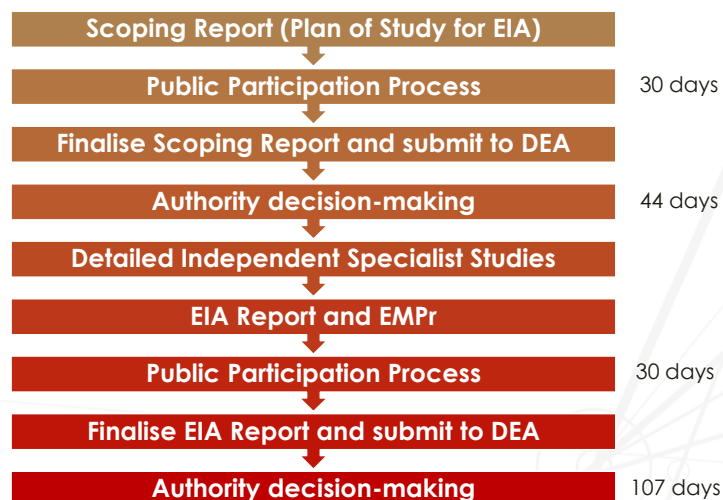 Scoping Report (Plan of Study for EIA)
Public Participation Process 30 days
Finalise Scoping Report and submit to DEA
Authority decision-making 44 days
Detailed Independent Specialist Studies
EIA Report and EMPr
Public Participation Process 30 days
Finalise EIA Report and submit to DEA
Authority decision-making 107 days